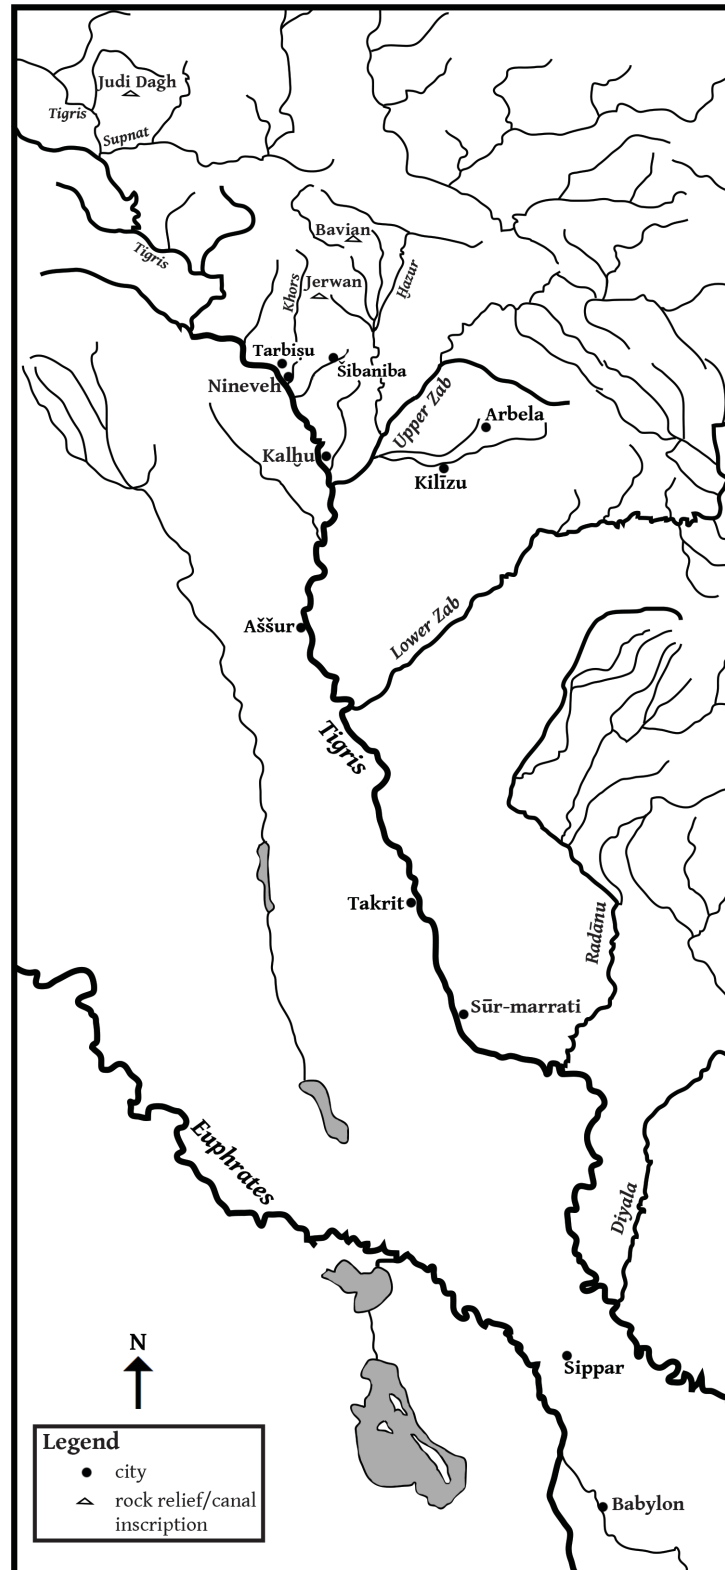 Judi Dagh
Tigris
Supnat
Bavian
Tigris
Khors
Jerwan
Ḫazur
Tarbiṣu
Šibaniba
Nineveh
Upper Zab
Arbela
Kalḫu
Kilīzu
Aššur
Lower Zab
Tigris
Takrit
Radānu
Sūr-marrati
Euphrates
Diyala
N
Sippar
Legend
city
rock relief/canal
inscription
Babylon